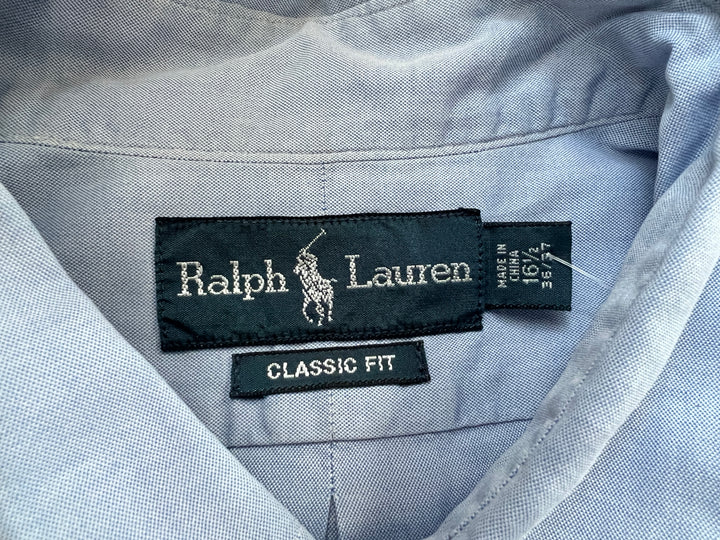 Ralph Lauren
CLASSIC FIT
MADE IN
CHINA
16½
36/37